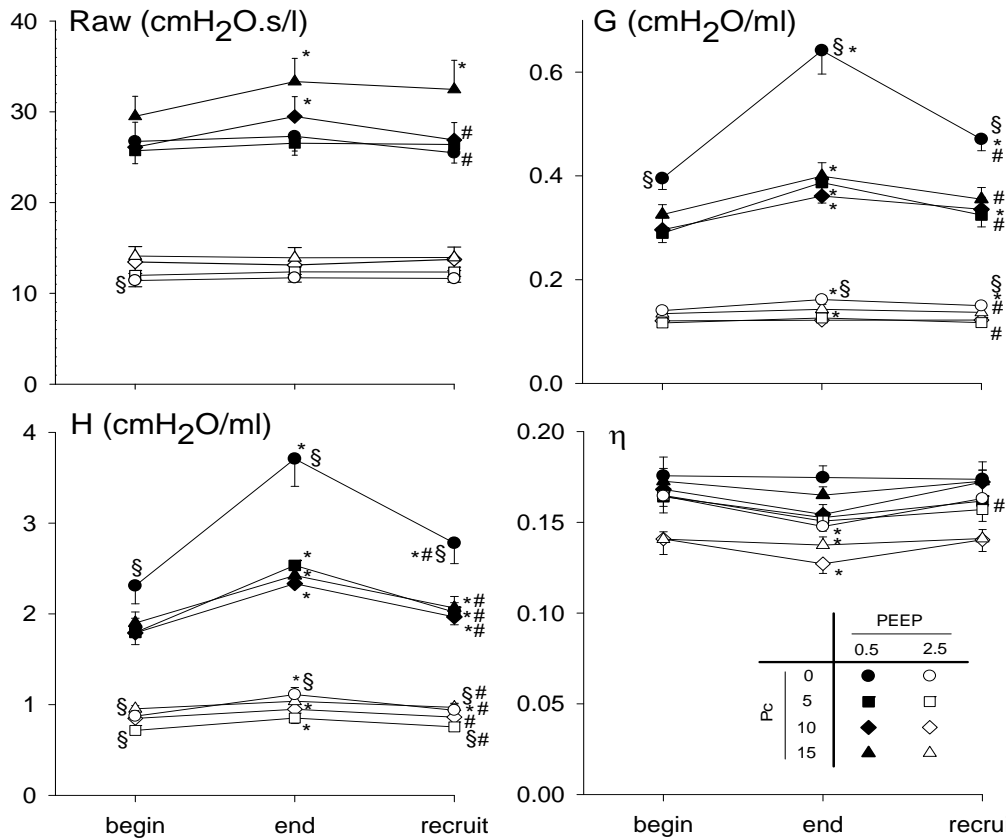 Raw (cmH2O.s/l)
40
30
20
10
0
* * * # # §
G (cmH2O/ml)
0.6
0.4
0.2
0.0
§ § * § * # * * * # * # * § * § * # #
H (cmH2O/ml)
4
3
2
1
0
§ * § *#§ * * * *# *# *# § § * § * * §# *# # §#
begin end recruit
η
0.20
0.15
0.10
0.05
0.00
* * * #
PEEP
0.5 2.5
Pc
0
5
10
15
begin end recru